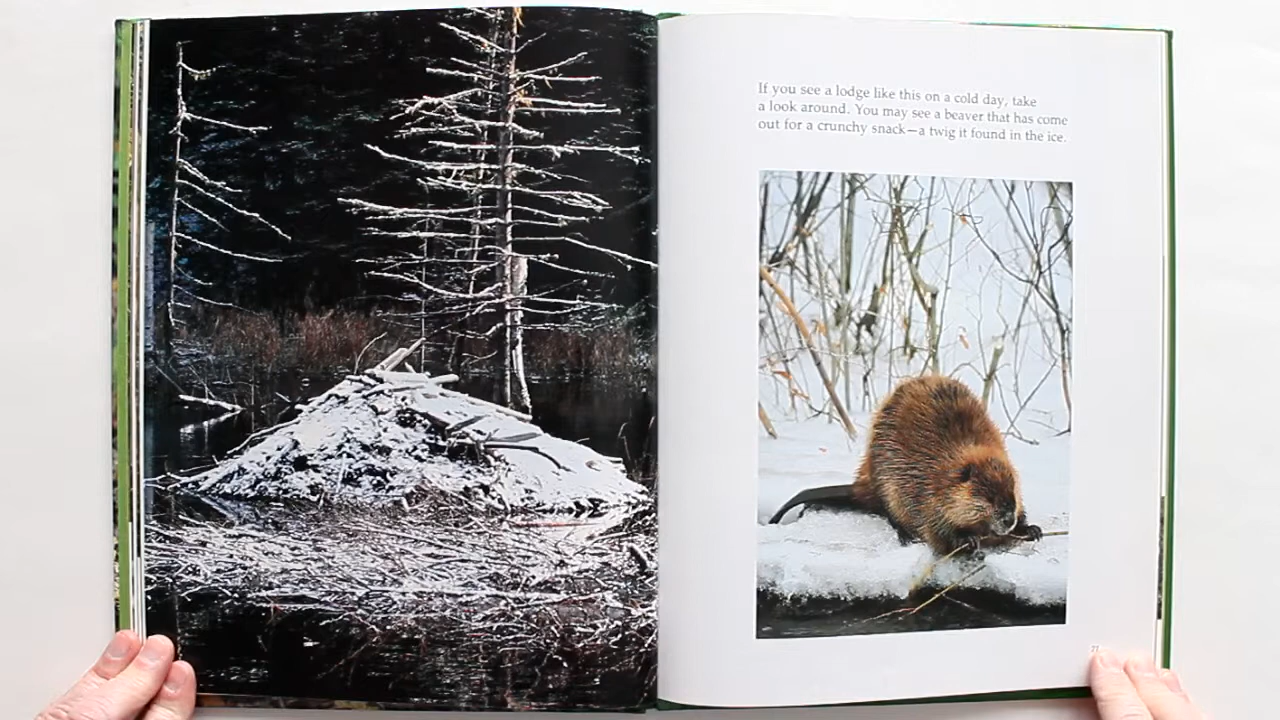 If you see a lodge like this on a cold day, take
a look around. You may see a beaver that has come
out for a crunchy snack—a twig it found in the ice.